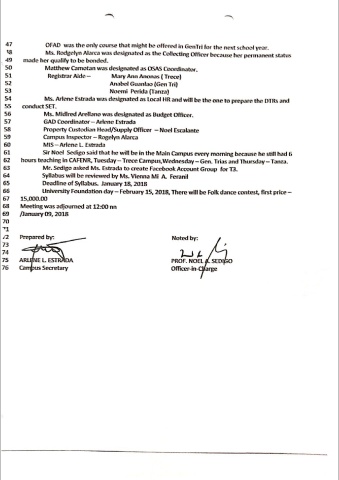 47 OFAD was the only course that might be offered in GenTri for the next school year.
48 Ms. Rodgelyn Alarca was designated as the Collecting Officer because her permanent status
49 made her qualify to be bonded.
50 Matthew Camotan was designated as OSAS Coordinator.
51 Registrar Aide – Mary Ann Anonas ( Trece)
52 Anabel Guanlao (Gen Tri)
53 Noemi Perida (Tanza)
54 Ms. Arlene Estrada was designated as Local HR and will be the one to prepare the DTRs and
55 conduct SET.
56 Ms. Midlred Arellano was designated as Budget Officer.
57 GAD Coordinator – Arlene Estrada
58 Property Custodian Head/Supply Officer – Noel Escalante
59 Campus Inspector – Rogelyn Alarca
60 MIS – Arlene L. Estrada
61 Sir Noel Sedigo said that he will be in the Main Campus every morning because he still had 6
62 hours teaching in CAFENR, Tuesday – Trece Campus,Wednesday – Gen. Trias and Thursday – Tanza.
63 Mr. Sedigo asked Ms. Estrada to create Facebook Account Group for T3.
64 Syllabus will be reviewed by Ms. Vienna Mi A. Feranil
65 Deadline of Syllabus. January 18, 2018
66 University Foundation day – February 15, 2018, There will be Folk dance contest, first price –
67 15,000.00
68 Meeting was adjourned at 12:00 nn
69 /January 09, 2018
70
71
72 Prepared by: Noted by:
73
74
75 ARLENE L. ESTRADA PROF. NOEL A. SEDIGO
76 Campus Secretary Officer-in-Charge